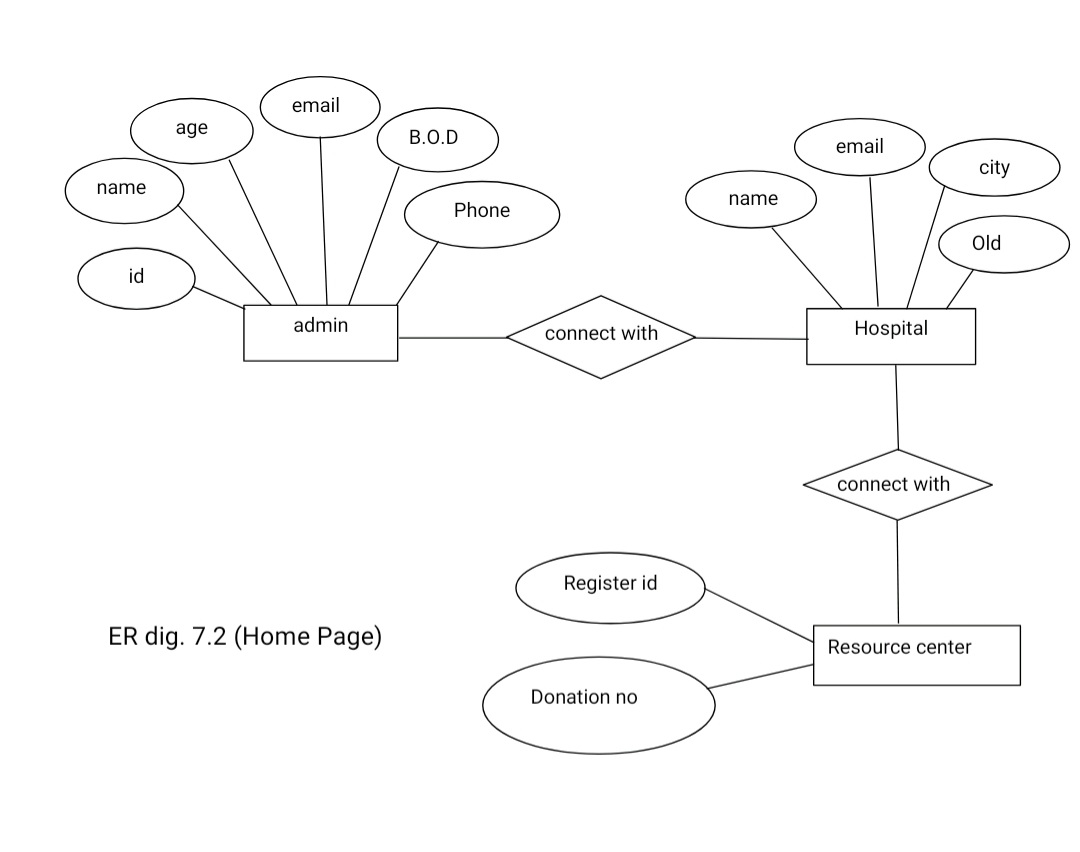 email
age
B.O.D
name
Phone
id
admin
connect with
email
city
name
Old
Hospital
connect with
Register id
Donation no
Resource center
ER dig. 7.2 (Home Page)